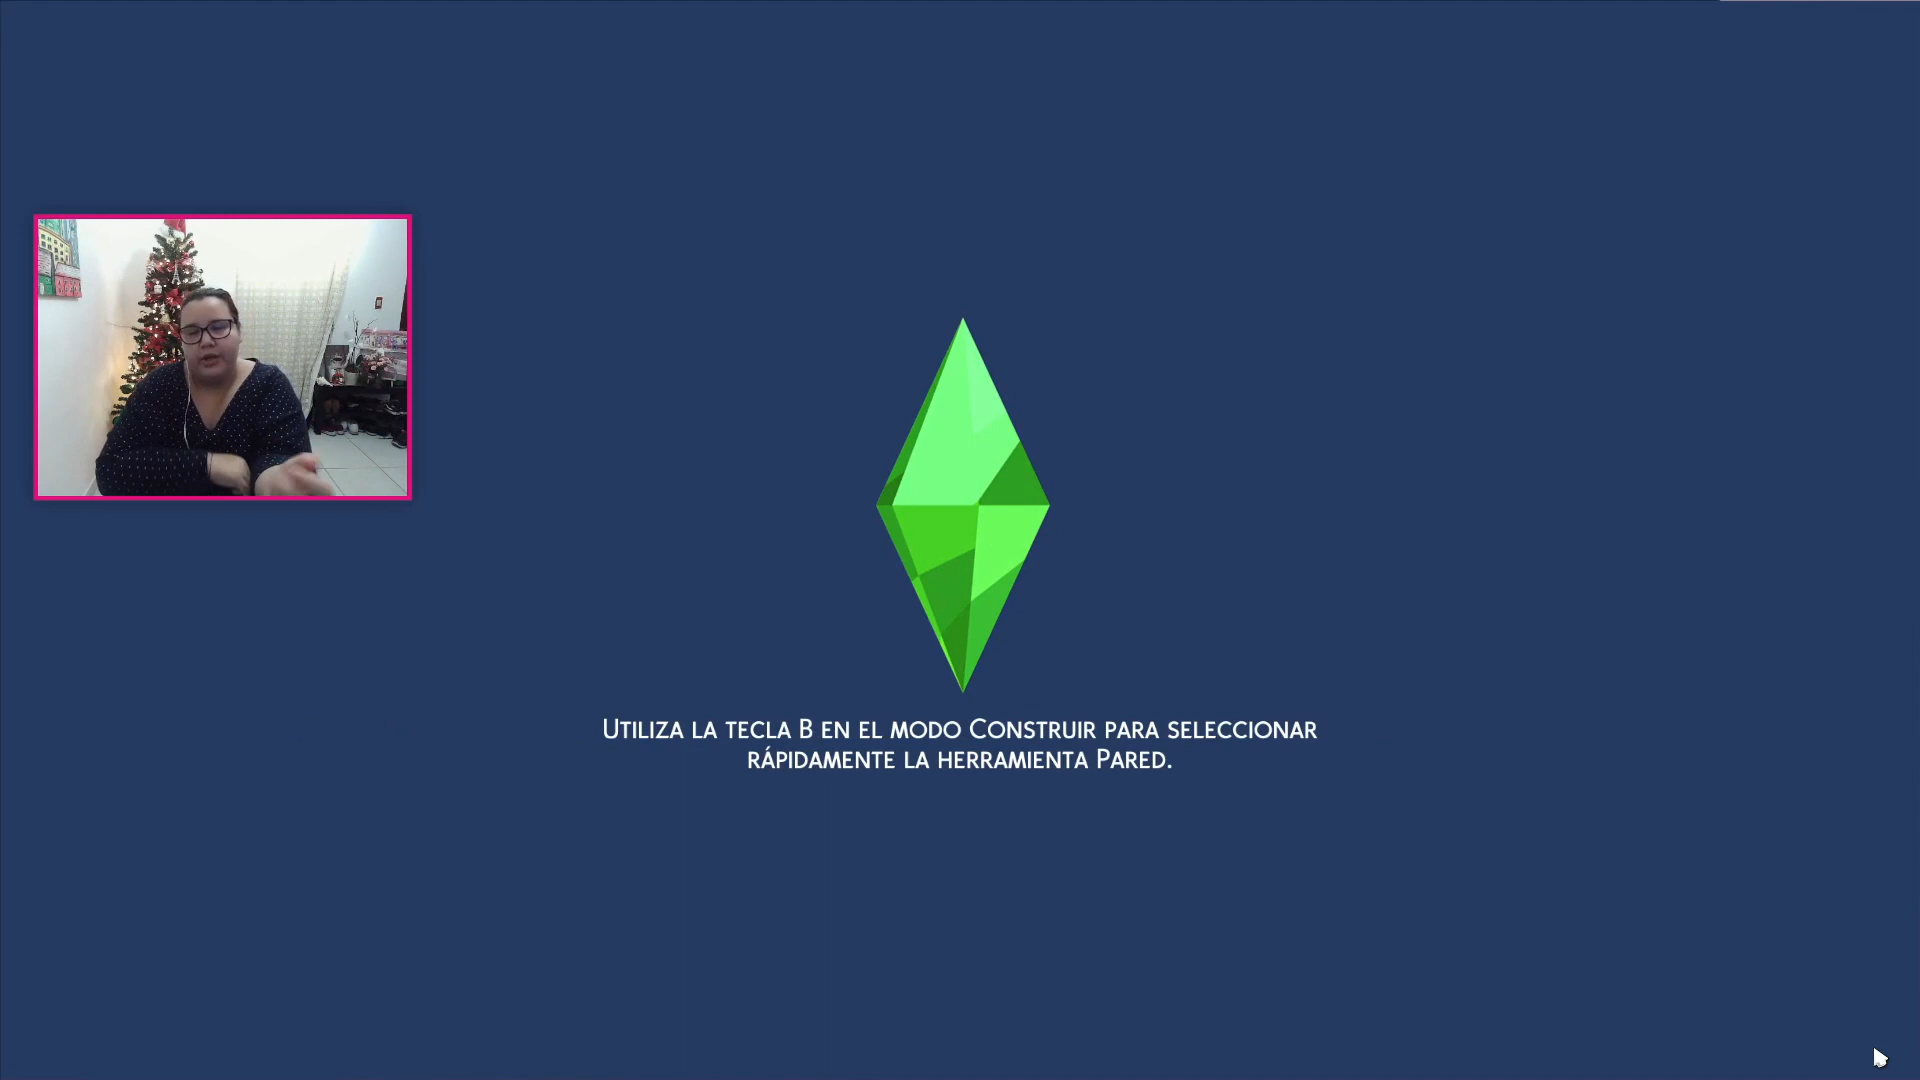 Utiliza la tecla B en el modo Construir para seleccionar
rápidamente la herramienta Pared.